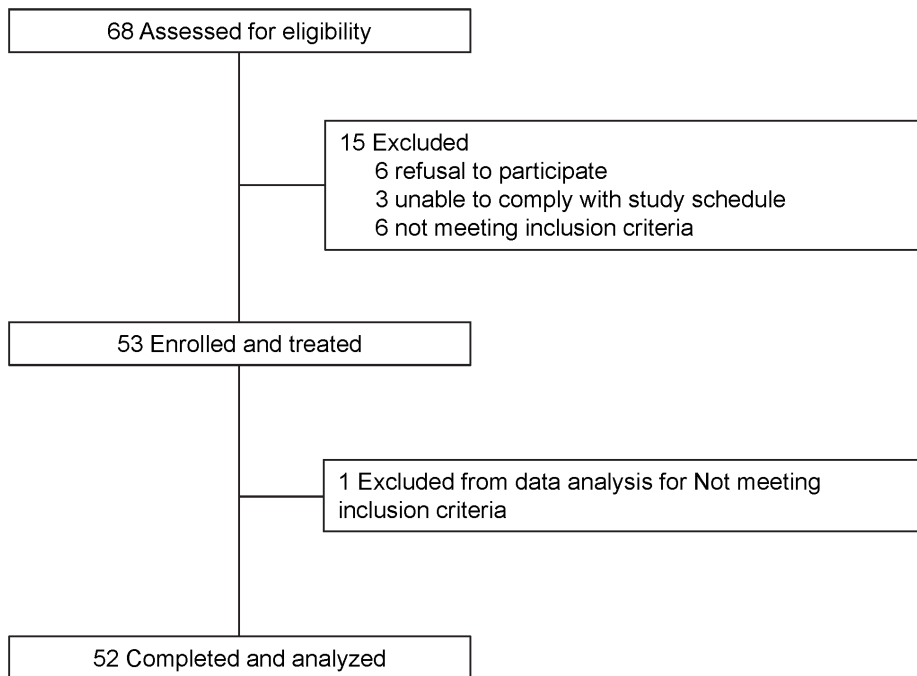 68 Assessed for eligibility
15 Excluded
6 refusal to participate
3 unable to comply with study schedule
6 not meeting inclusion criteria
53 Enrolled and treated
1 Excluded from data analysis for Not meeting
inclusion criteria
52 Completed and analyzed